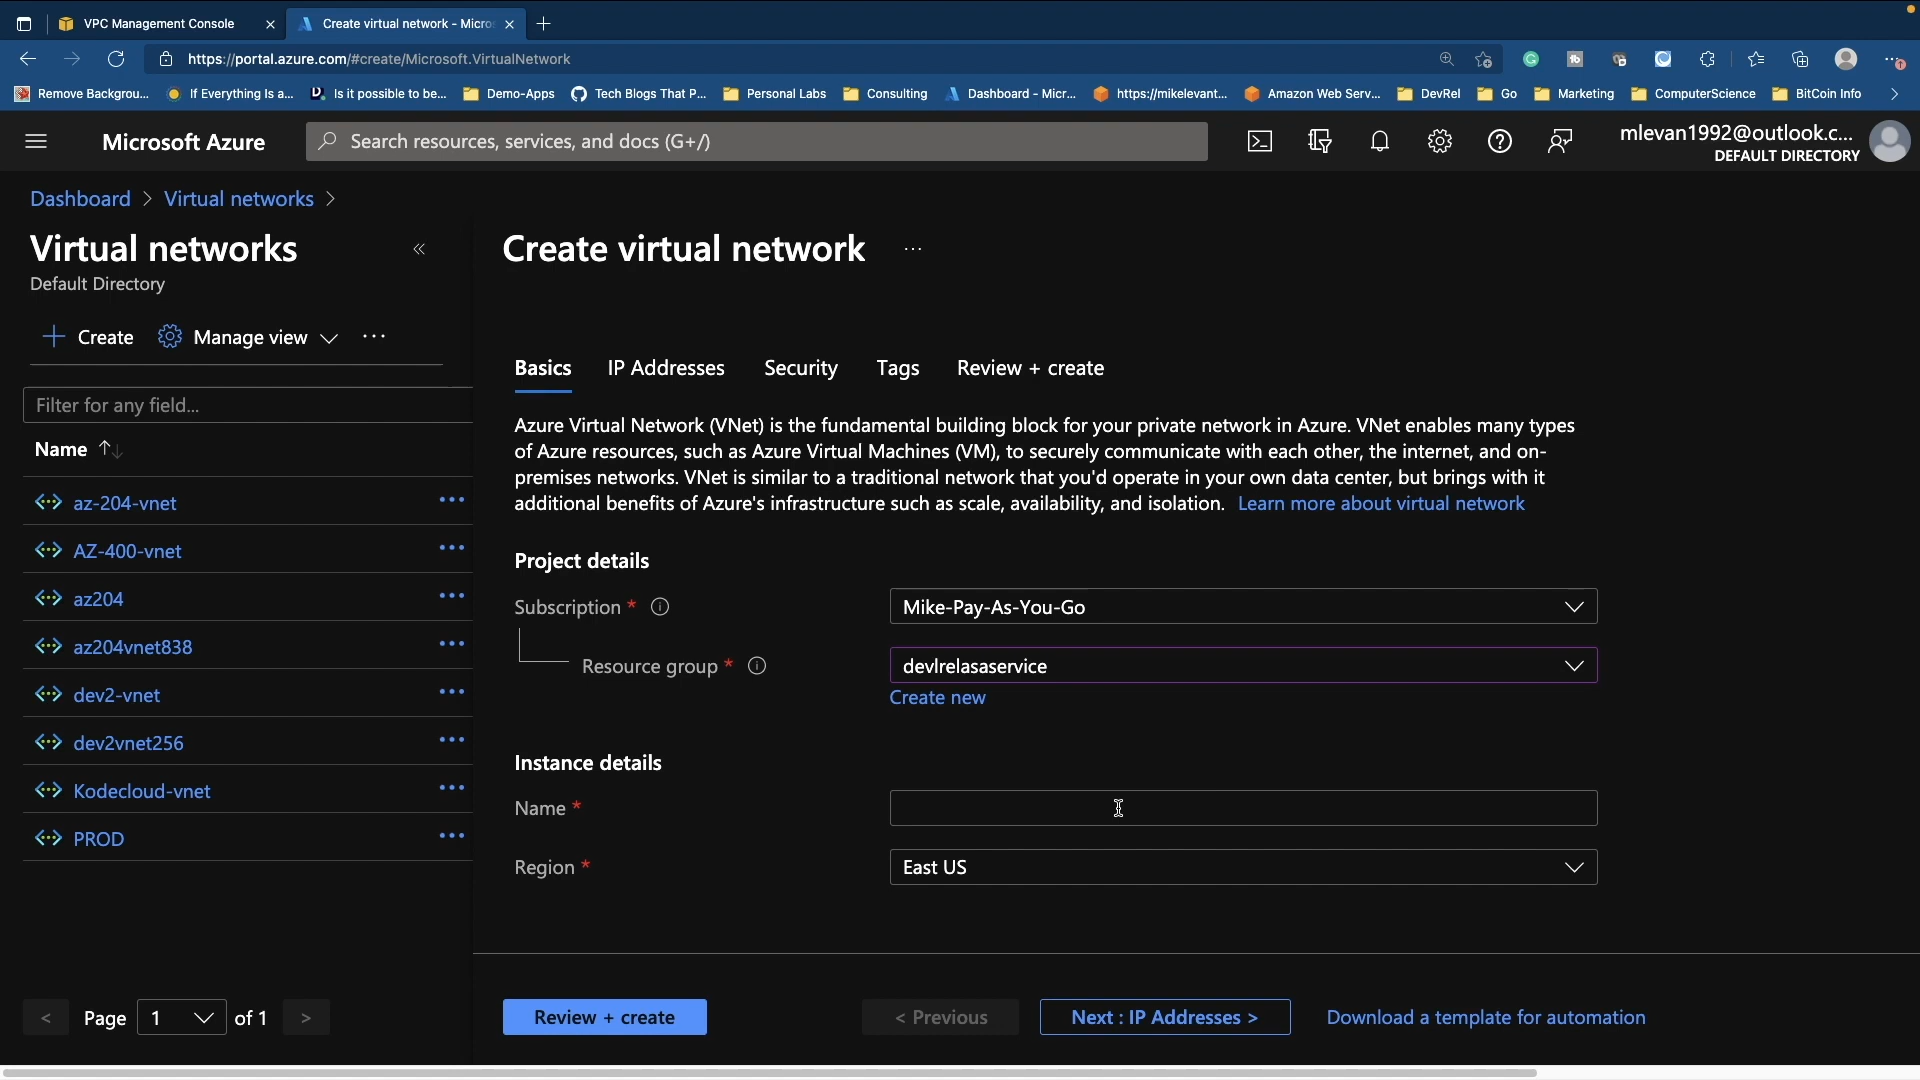 VPC Management Console
Create virtual network - Micros
https://portal.azure.com/#create/Microsoft.VirtualNetwork
Remove Backgrou...
If Everything Is a...
Is it possible to be...
Demo-Apps
Tech Blogs That P...
Personal Labs
Consulting
Dashboard - Micr...
https://mikelevant...
Amazon Web Serv...
DevRel
Go
Marketing
ComputerScience
BitCoin Info
Microsoft Azure
Search resources, services, and docs (G+/)
mlevan1992@outlook.c...
DEFAULT DIRECTORY
Dashboard > Virtual networks >
Virtual networks
Default Directory
Create
Manage view
Filter for any field...
Name
az-204-vnet
AZ-400-vnet
az204
az204vnet838
dev2-vnet
dev2vnet256
Kodecloud-vnet
PROD
< Page 1 of 1 >
Create virtual network
Basics IP Addresses Security Tags Review + create
Azure Virtual Network (VNet) is the fundamental building block for your private network in Azure. VNet enables many types
of Azure resources, such as Azure Virtual Machines (VM), to securely communicate with each other, the internet, and on-
premises networks. VNet is similar to a traditional network that you'd operate in your own data center, but brings with it
additional benefits of Azure's infrastructure such as scale, availability, and isolation. Learn more about virtual network
Project details
Subscription * Mike-Pay-As-You-Go
Resource group * devlrelasaservice
Create new
Instance details
Name *
Region * East US
Review + create
< Previous
Next : IP Addresses >
Download a template for automation